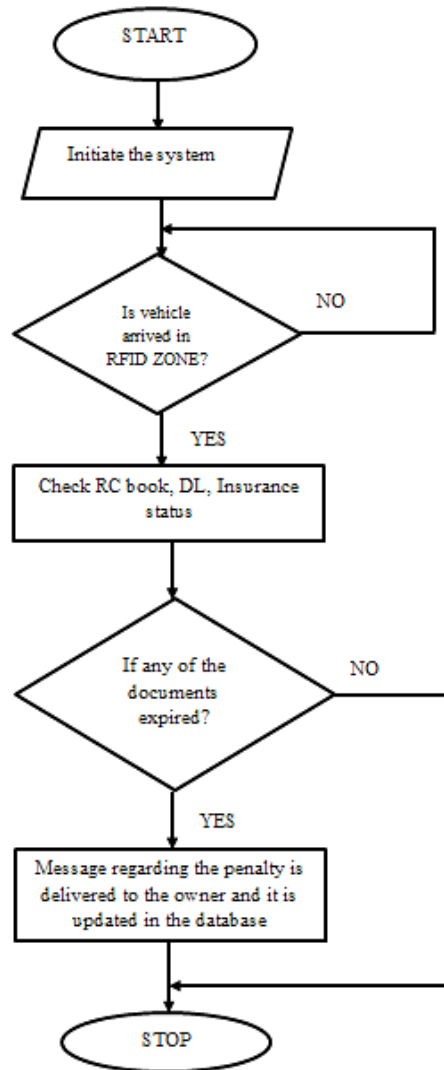 START
Initiate the system
Is vehicle
arrived in
RFID ZONE?
NO
YES
Check RC book, DL, Insurance
status
If any of the
documents
expired?
NO
YES
Message regarding the penalty is
delivered to the owner and it is
updated in the database
STOP